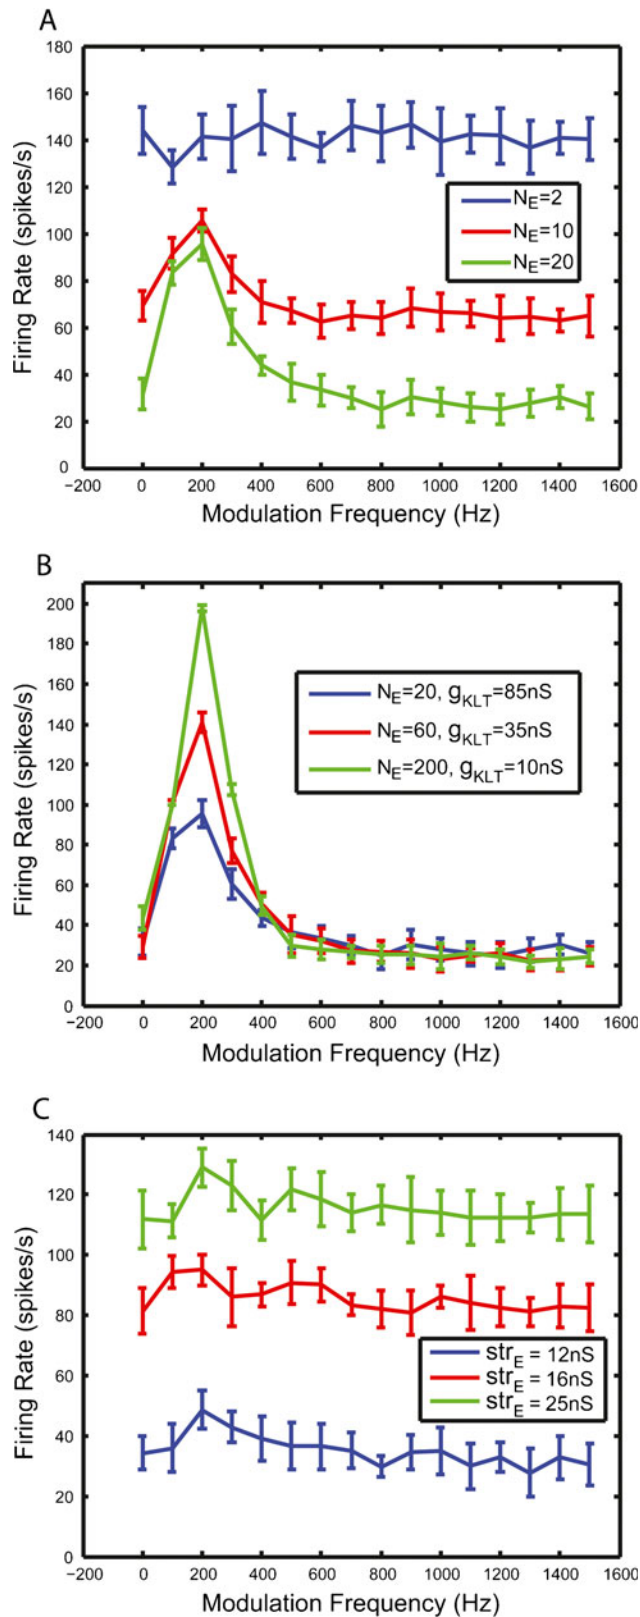 A
180
160
140
120
100
80
60
40
20
0
Firing Rate (spikes/s)
N_E=2
N_E=10
N_E=20
−200 0 200 400 600 800 1000 1200 1400 1600
Modulation Frequency (Hz)
B
200
180
160
140
120
100
80
60
40
20
0
Firing Rate (spikes/s)
N_E=20, g_KLT=85nS
N_E=60, g_KLT=35nS
N_E=200, g_KLT=10nS
−200 0 200 400 600 800 1000 1200 1400 1600
Modulation Frequency (Hz)
C
140
120
100
80
60
40
20
0
Firing Rate (spikes/s)
str_E = 12nS
str_E = 16nS
str_E = 25nS
−200 0 200 400 600 800 1000 1200 1400 1600
Modulation Frequency (Hz)